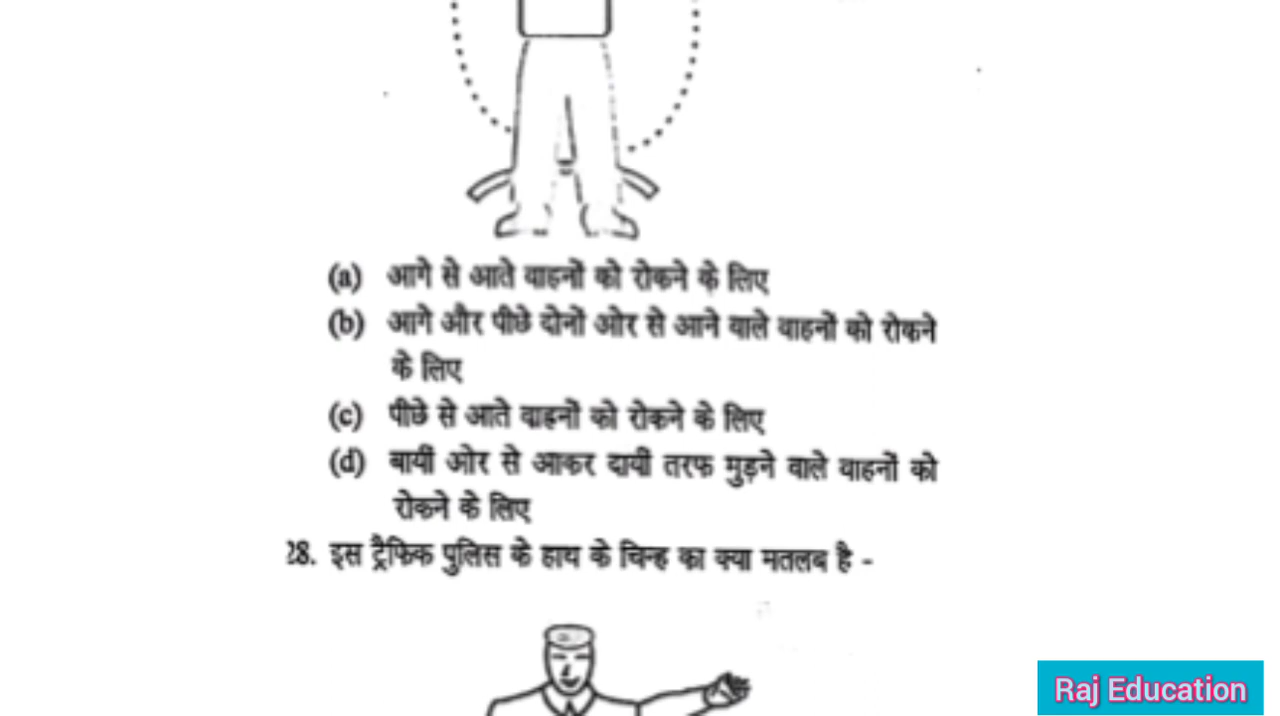 (a) आगे से आते वाहनों को रोकने के लिए
(b) आगे और पीछे दोनों ओर से आने वाले वाहनों को रोकने
के लिए
(c) पीछे से आते वाहनों को रोकने के लिए
(d) बायीं ओर से आकर दायीं तरफ मुड़ने वाले वाहनों को
रोकने के लिए
28. इस ट्रैफिक पुलिस के हाथ के चिन्ह का क्या मतलब है -
Raj Education